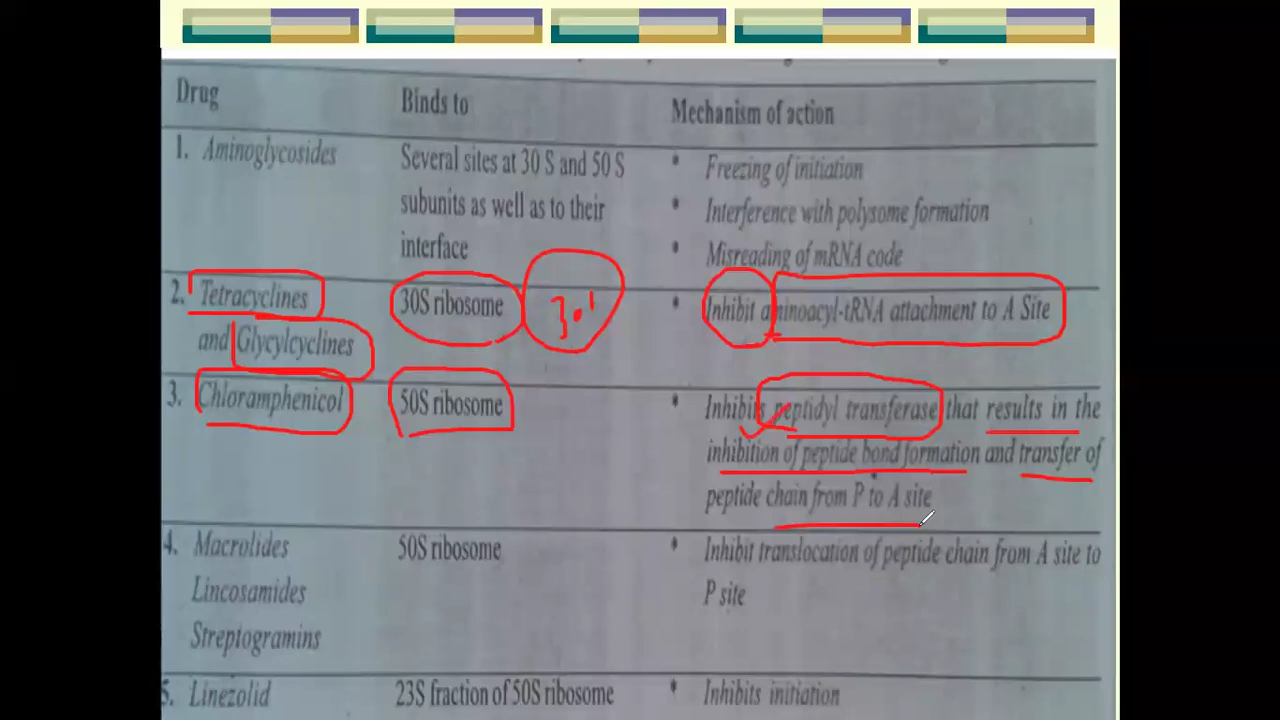 Drug Binds to Mechanism of action
1. Aminoglycosides Several sites at 30 S and 50 S * Freezing of initiation
subunits as well as to their * Interference with polysome formation
interface * Misreading of mRNA code
2. Tetracyclines 30S ribosome * Inhibit aminoacyl-tRNA attachment to A Site
and Glycylcyclines
3. Chloramphenicol 50S ribosome * Inhibits peptidyl transferase that results in the
inhibition of peptide bond formation and transfer of
peptide chain from P to A site
4. Macrolides 50S ribosome * Inhibit translocation of peptide chain from A site to
Lincosamides P site
Streptogramins
5. Linezolid 23S fraction of 50S ribosome * Inhibits initiation